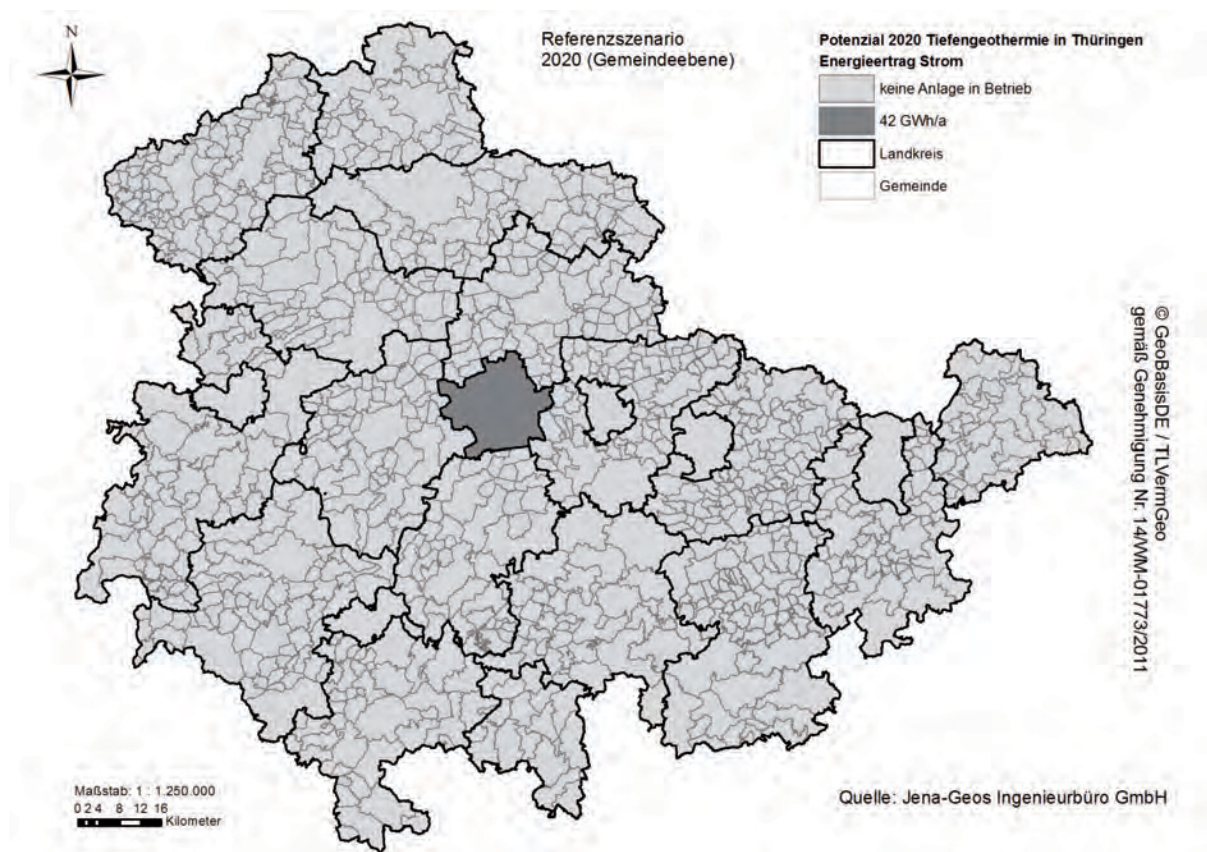 N
Referenzszenario
2020 (Gemeindeebene)
Potenzial 2020 Tiefengeothermie in Thüringen
Energieertrag Strom
keine Anlage in Betrieb
42 GWh/a
Landkreis
Gemeinde
© GeoBasisDE / TLVermGeo
gemäß Genehmigung Nr. 14/WM-01773/2011
Maßstab: 1 : 1.250.000
0 2 4 8 12 16
Kilometer
Quelle: Jena-Geos Ingenieurbüro GmbH